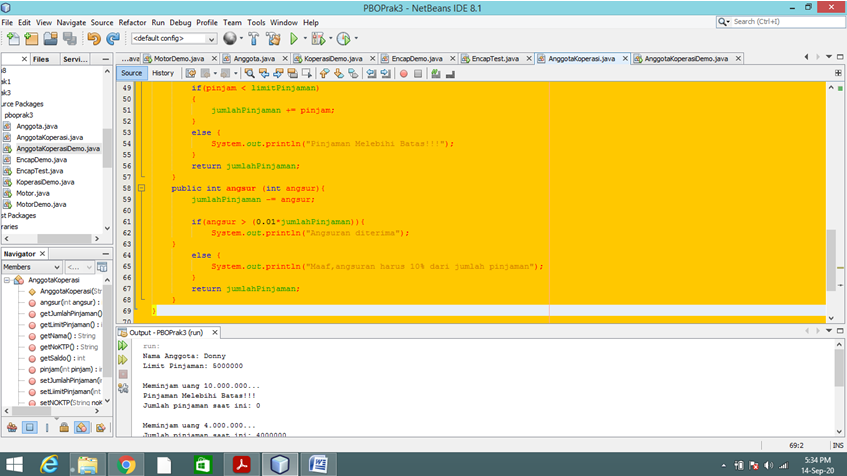 PBOPrak3 - NetBeans IDE 8.1
File Edit View Navigate Source Refactor Run Debug Profile Team Tools Window Help
Search (Ctrl+I)
<default config>
Files Servi...
...ava MotorDemo.java Anggota.java KoperasiDemo.java EncapDemo.java EncapTest.java AnggotaKoperasi.java AnggotaKoperasiDemo.java
Source History
urce Packages
pboprak3
Anggota.java
AnggotaKoperasi.java
AnggotaKoperasiDemo.java
EncapDemo.java
EncapTest.java
KoperasiDemo.java
Motor.java
MotorDemo.java
st Packages
raries
49 if(pinjam < limitPinjaman)
50 {
51 jumlahPinjaman += pinjam;
52 }
53 else {
54 System.out.println("Pinjaman Melebihi Batas!!!");
55 }
56 return jumlahPinjaman;
57 }
58 public int angsur (int angsur){
59 jumlahPinjaman -= angsur;
60
61 if(angsur > (0.01*jumlahPinjaman)){
62 System.out.println("Angsuran diterima");
63 }
64 else {
65 System.out.println("Maaf,angsuran harus 10% dari jumlah pinjaman");
66 }
67 return jumlahPinjaman;
68 }
69 }
70
Navigator
Members <...
AnggotaKoperasi
AnggotaKoperasi(Str
angsur(int angsur) :
getJumlahPinjaman()
getLimitPinjaman() :
getNama() : String
getNoKTP() : String
getSaldo() : int
pinjam(int pinjam) : int
setJumlahPinjaman(i
setLimitPinjaman(int
setNOKTP(String noK
Output - PBOPrak3 (run)
run:
Nama Anggota: Donny
Limit Pinjaman: 5000000
Meminjam uang 10.000.000...
Pinjaman Melebihi Batas!!!
Jumlah pinjaman saat ini: 0
Meminjam uang 4.000.000...
Jumlah pinjaman saat ini: 4000000
69:2 INS
5:34 PM
14-Sep-20